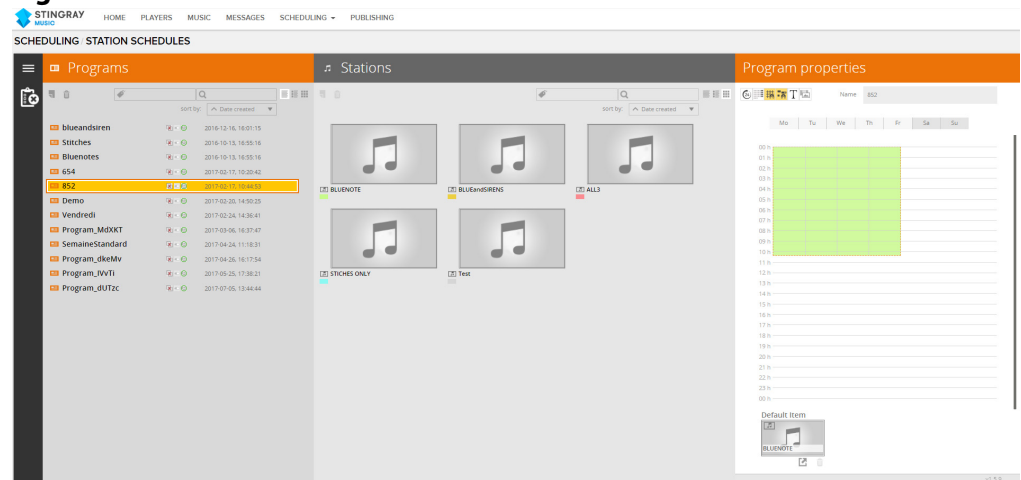 STINGRAY
MUSIC
HOME PLAYERS MUSIC MESSAGES SCHEDULING PUBLISHING
SCHEDULING / STATION SCHEDULES
Programs
Stations
Program properties
Name 852
sort by: Date created
sort by: Date created
Mo Tu We Th Fr Sa Su
blueandsiren 2016-12-16, 16:01:15
Stitches 2016-10-13, 16:55:16
Bluenotes 2016-10-13, 16:55:16
654 2017-02-17, 10:20:42
852 2017-02-17, 10:44:53
Demo 2017-02-20, 14:50:25
Vendredi 2017-02-24, 14:36:41
Program_MdXKT 2017-03-06, 16:37:47
SemaineStandard 2017-04-24, 11:18:31
Program_dkeMv 2017-04-26, 16:17:54
Program_IVvTi 2017-05-25, 17:38:21
Program_dUTzc 2017-07-05, 13:44:44
BLUENOTE
BLUEandSIRENS
ALL3
STICHES ONLY
Test
00 h
01 h
02 h
03 h
04 h
05 h
06 h
07 h
08 h
09 h
10 h
11 h
12 h
13 h
14 h
15 h
16 h
17 h
18 h
19 h
20 h
21 h
22 h
23 h
00 h
Default Item
BLUENOTE